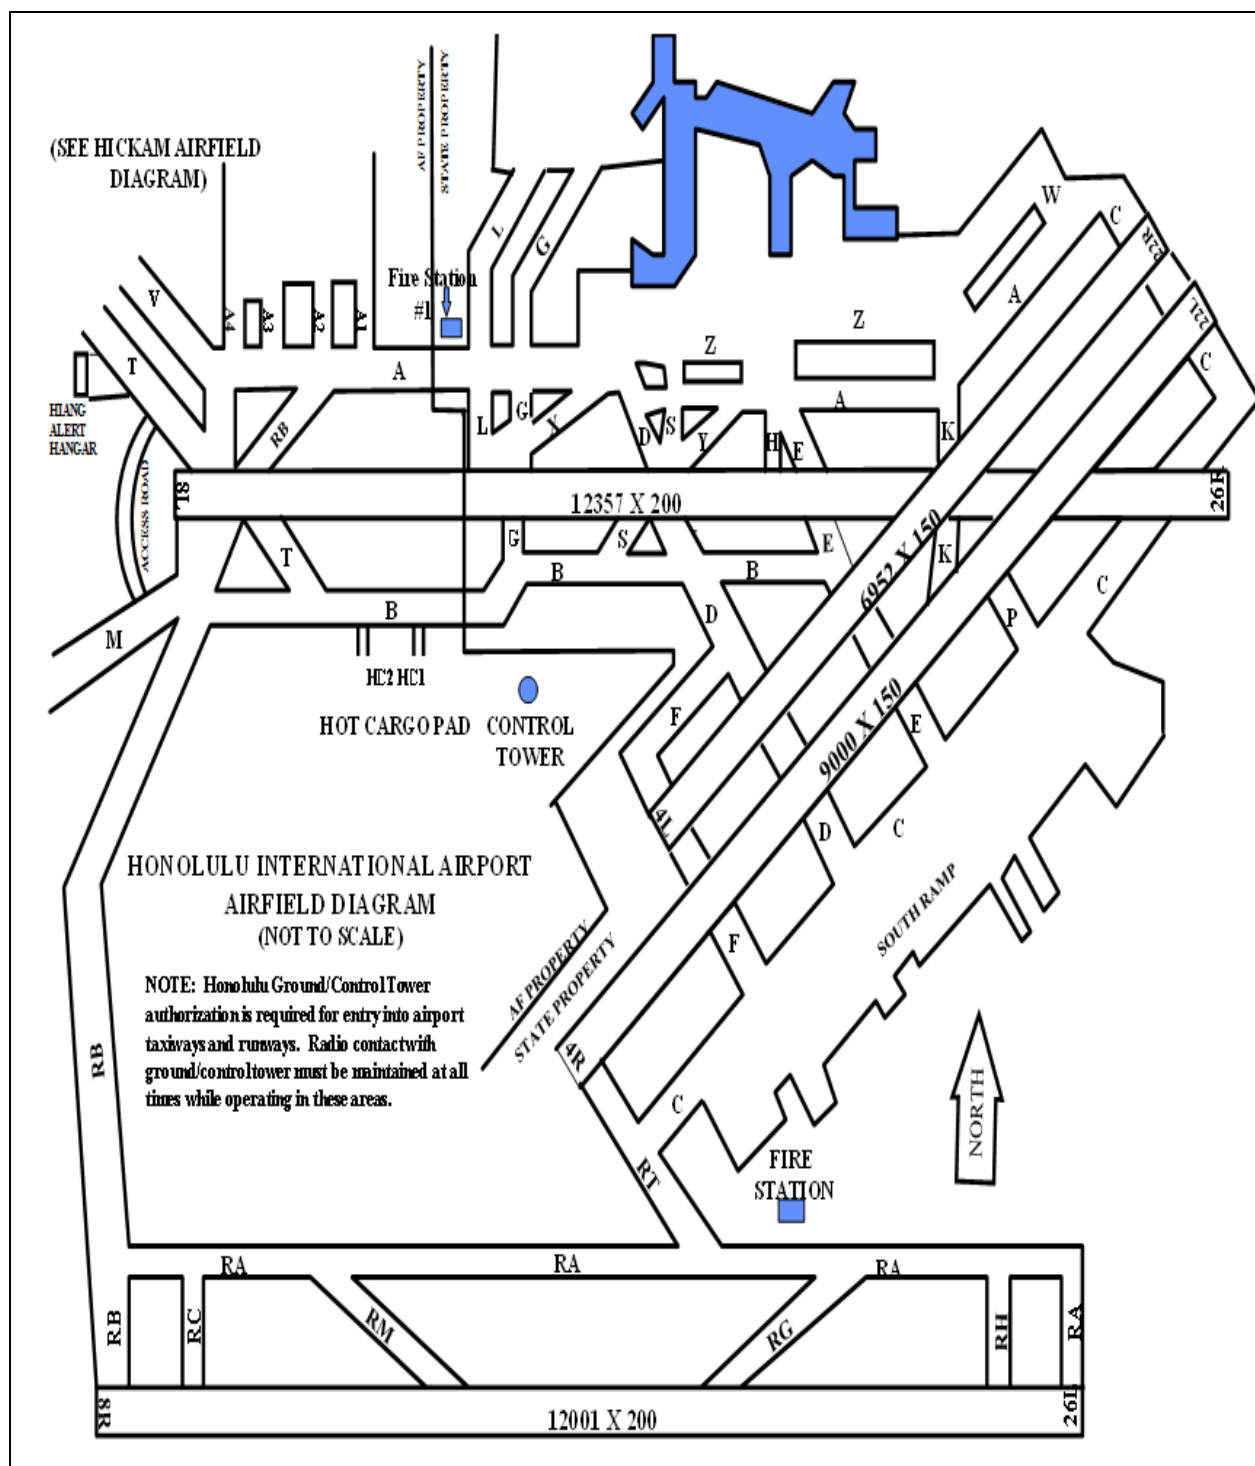 AF PROPERTY
STATE PROPERTY
(SEE HICKAM AIRFIELD
DIAGRAM)
L
G
W
C
22R
22L
V
Fire Station
#1
A4
A3
A2
A1
T
A
Z
Z
A
A
C
HIANG
ALERT
HANGAR
RB
L
G
X
D
S
Y
H
E
K
ACCESS ROAD
8L
12357 X 200
26R
6952 X 150
T
G
S
E
K
B
B
B
C
M
D
P
HC2 HC1
HOT CARGO PAD
CONTROL
TOWER
F
E
9000 X 150
4L
D
C
HONOLULU INTERNATIONAL AIRPORT
AIRFIELD DIAGRAM
(NOT TO SCALE)
SOUTH RAMP
F
AF PROPERTY
STATE PROPERTY
NOTE: Honolulu Ground/Control Tower
authorization is required for entry into airport
taxiways and runways. Radio contact with
ground/control tower must be maintained at all
times while operating in these areas.
RB
4R
C
NORTH
RT
FIRE
STATION
RA
RA
RA
RB
RC
RM
RG
RH
RA
8R
12001 X 200
26L